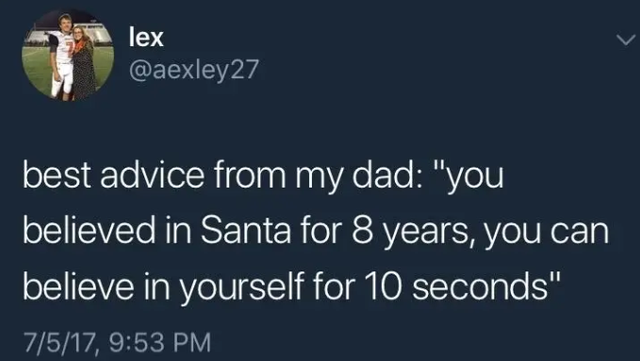 lex
@aexley27
best advice from my dad: "you
believed in Santa for 8 years, you can
believe in yourself for 10 seconds"
7/5/17, 9:53 PM